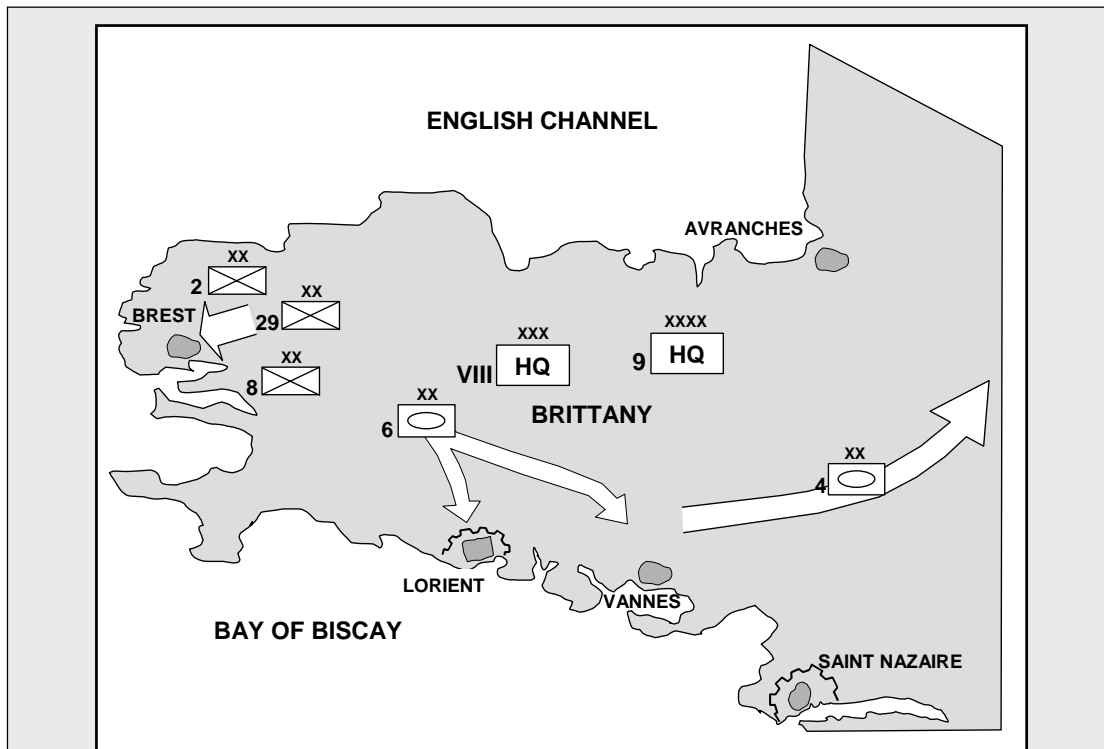 ENGLISH CHANNEL
AVRANCHES
XX
2
XX
BREST
29
XX
8
XXX
VIII HQ
XXXX
9 HQ
BRITTANY
XX
6
XX
4
LORIENT
VANNES
BAY OF BISCAY
SAINT NAZAIRE